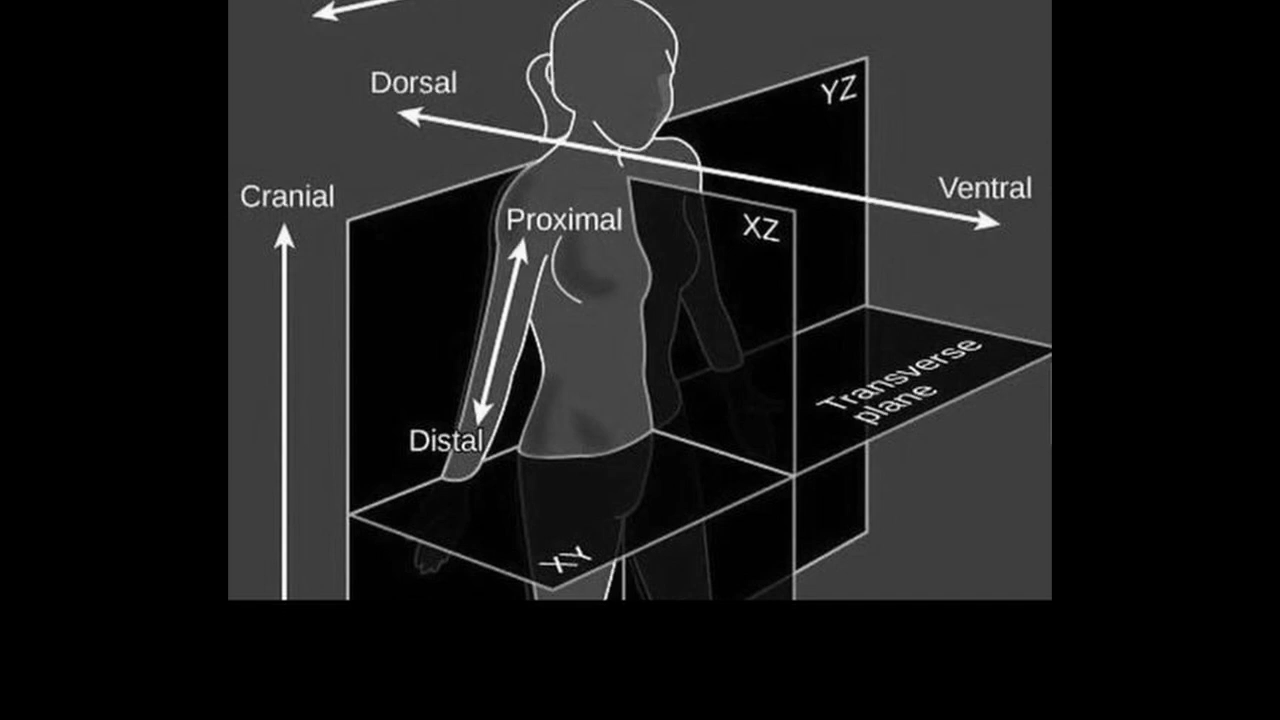 Dorsal
YZ
Cranial
Ventral
Proximal
XZ
Transverse
plane
Distal
XY